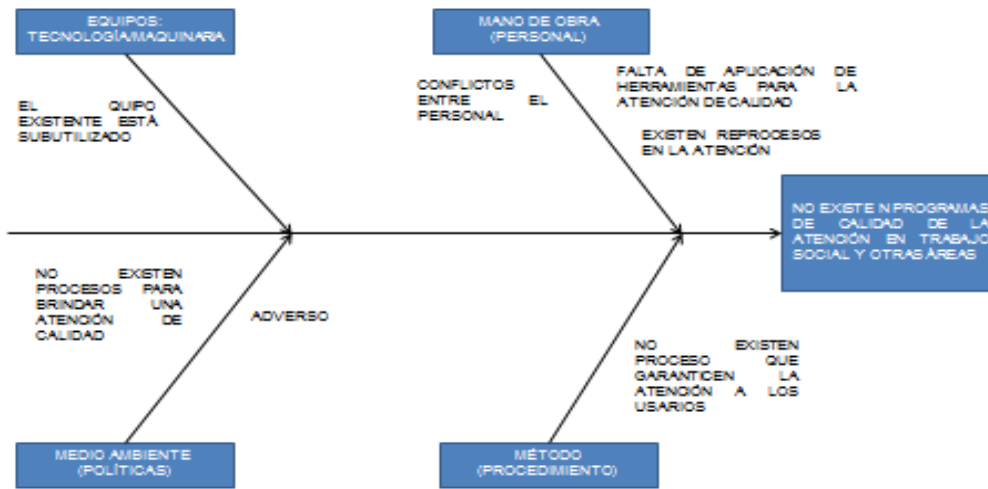 EQUIPOS:
TECNOLOGÍA/MAQUINARIA
MANO DE OBRA
(PERSONAL)
EL QUIPO
EXISTENTE ESTÁ
SUBUTILIZADO
CONFLICTOS
ENTRE EL
PERSONAL
FALTA DE APLICACIÓN DE
HERRAMIENTAS PARA LA
ATENCIÓN DE CALIDAD
EXISTEN REPROCESOS
EN LA ATENCIÓN
NO EXISTE N PROGRAMAS
DE CALIDAD DE LA
ATENCIÓN EN TRABAJO
SOCIAL Y OTRAS ÀREAS
NO EXISTEN
PROCESOS PARA
BRINDAR UNA
ATENCIÓN DE
CALIDAD
ADVERSO
NO EXISTEN
PROCESO QUE
GARANTICEN LA
ATENCIÓN A LOS
USARIOS
MEDIO AMBIENTE
(POLÍTICAS)
MÉTODO
(PROCEDIMIENTO)